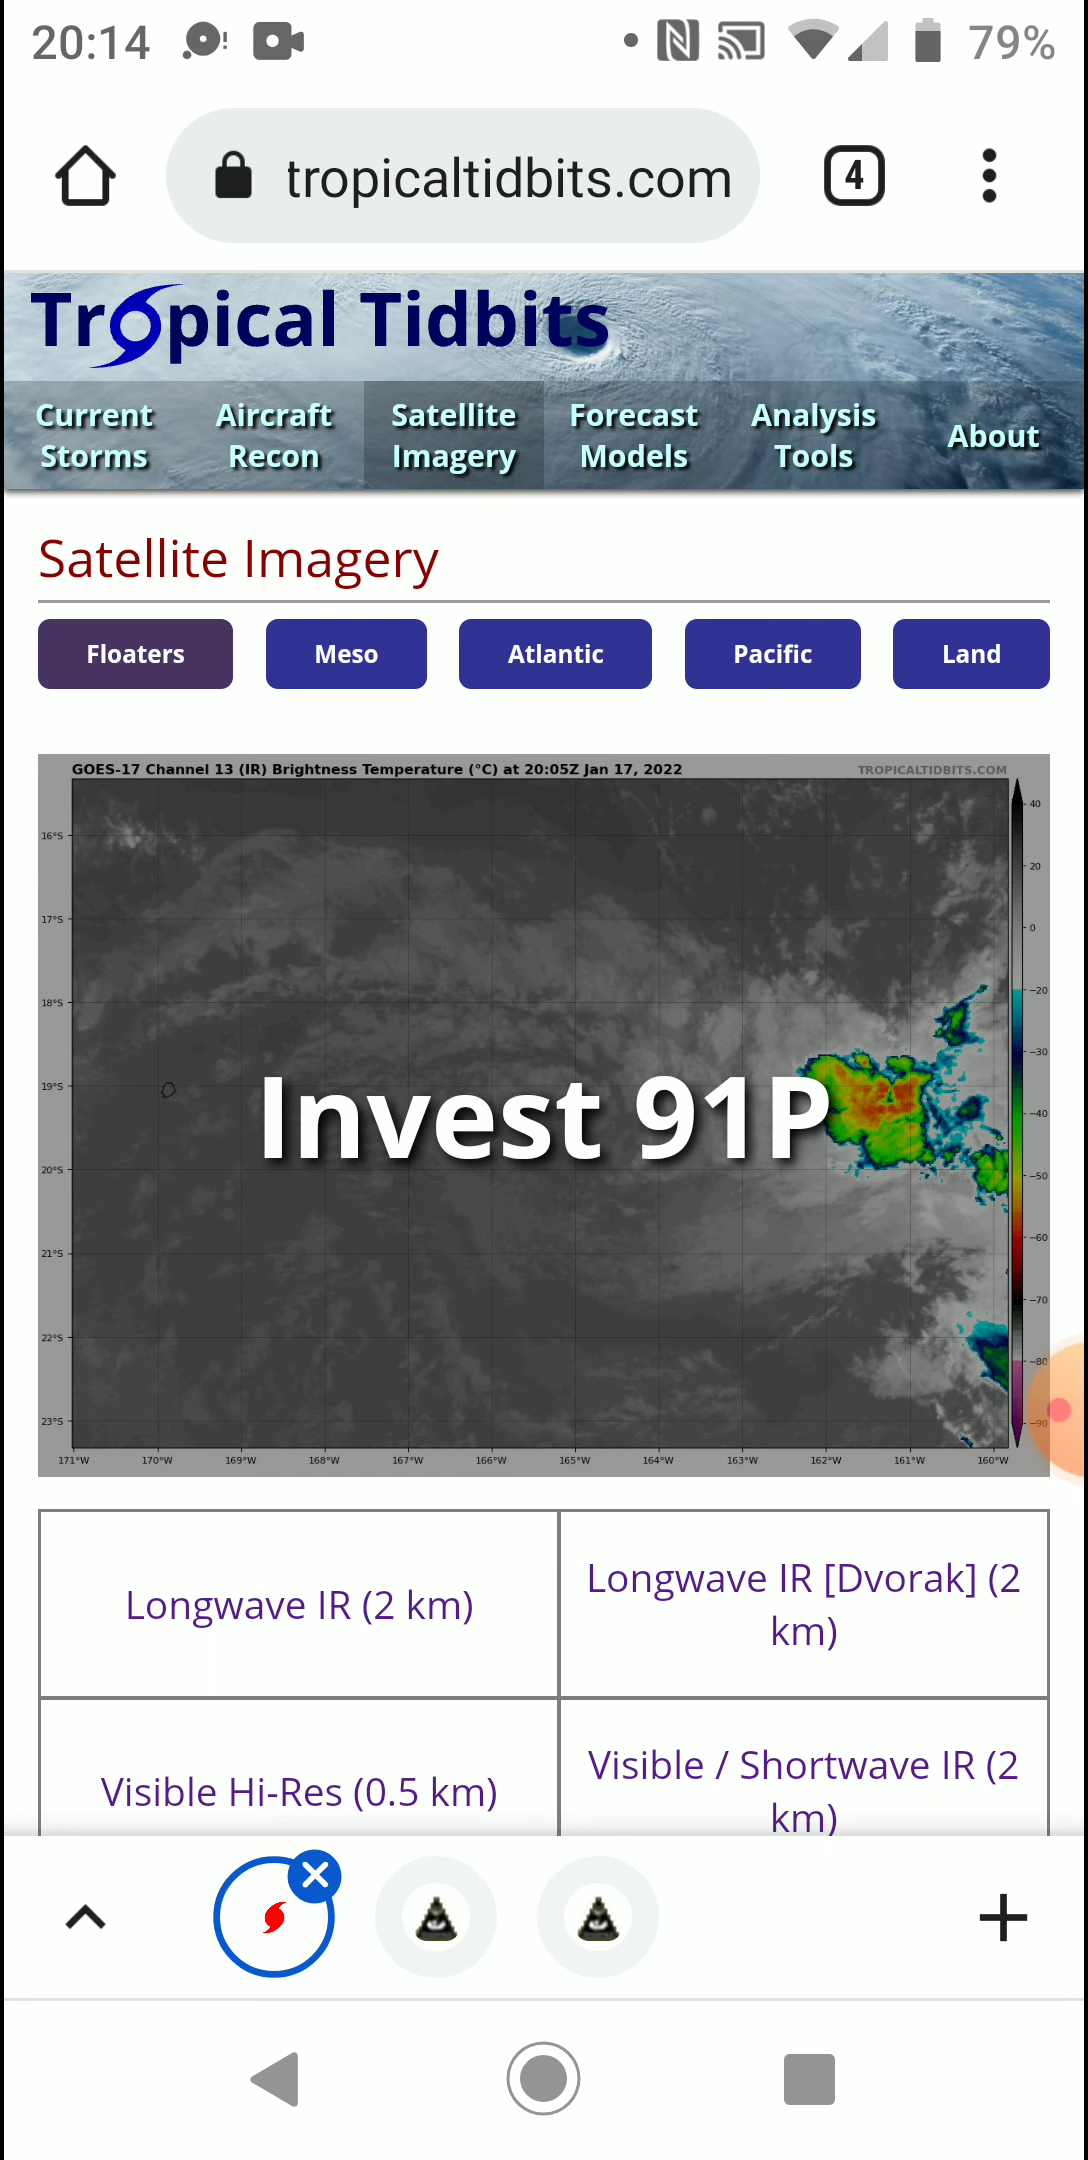 20:14
79%
tropicaltidbits.com
4
Tropical Tidbits
Current Storms
Aircraft Recon
Satellite Imagery
Forecast Models
Analysis Tools
About
Satellite Imagery
Floaters
Meso
Atlantic
Pacific
Land
GOES-17 Channel 13 (IR) Brightness Temperature (°C) at 20:05Z Jan 17, 2022
TROPICALTIDBITS.COM
40
20
0
−20
−30
−40
−50
−60
−70
−80
−90
16°S
17°S
18°S
19°S
20°S
21°S
22°S
23°S
Invest 91P
171°W 170°W 169°W 168°W 167°W 166°W 165°W 164°W 163°W 162°W 161°W 160°W
Longwave IR (2 km)
Longwave IR [Dvorak] (2
km)
Visible Hi-Res (0.5 km)
Visible / Shortwave IR (2
km)